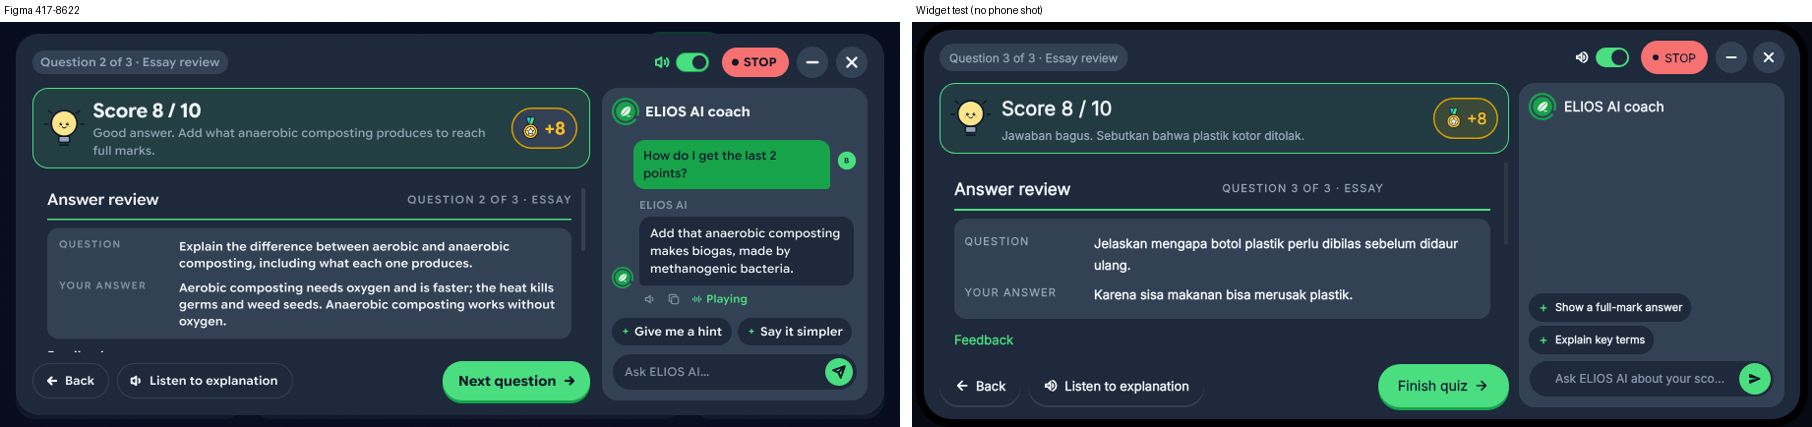 Figma 417-8622
Question 2 of 3 · Essay review
STOP
Score 8 / 10
Good answer. Add what anaerobic composting produces to reach
full marks.
+8
Answer review
QUESTION 2 OF 3 · ESSAY
QUESTION
Explain the difference between aerobic and anaerobic
composting, including what each one produces.
YOUR ANSWER
Aerobic composting needs oxygen and is faster; the heat kills
germs and weed seeds. Anaerobic composting works without
oxygen.
Back
Listen to explanation
Next question
ELIOS AI coach
How do I get the last 2
points?
B
ELIOS AI
Add that anaerobic composting
makes biogas, made by
methanogenic bacteria.
Playing
+ Give me a hint
+ Say it simpler
Ask ELIOS AI...
Widget test (no phone shot)
Question 3 of 3 · Essay review
STOP
Score 8 / 10
Jawaban bagus. Sebutkan bahwa plastik kotor ditolak.
+8
Answer review
QUESTION 3 OF 3 · ESSAY
QUESTION
Jelaskan mengapa botol plastik perlu dibilas sebelum didaur
ulang.
YOUR ANSWER
Karena sisa makanan bisa merusak plastik.
Feedback
Back
Listen to explanation
Finish quiz
ELIOS AI coach
+ Show a full-mark answer
+ Explain key terms
Ask ELIOS AI about your sco...